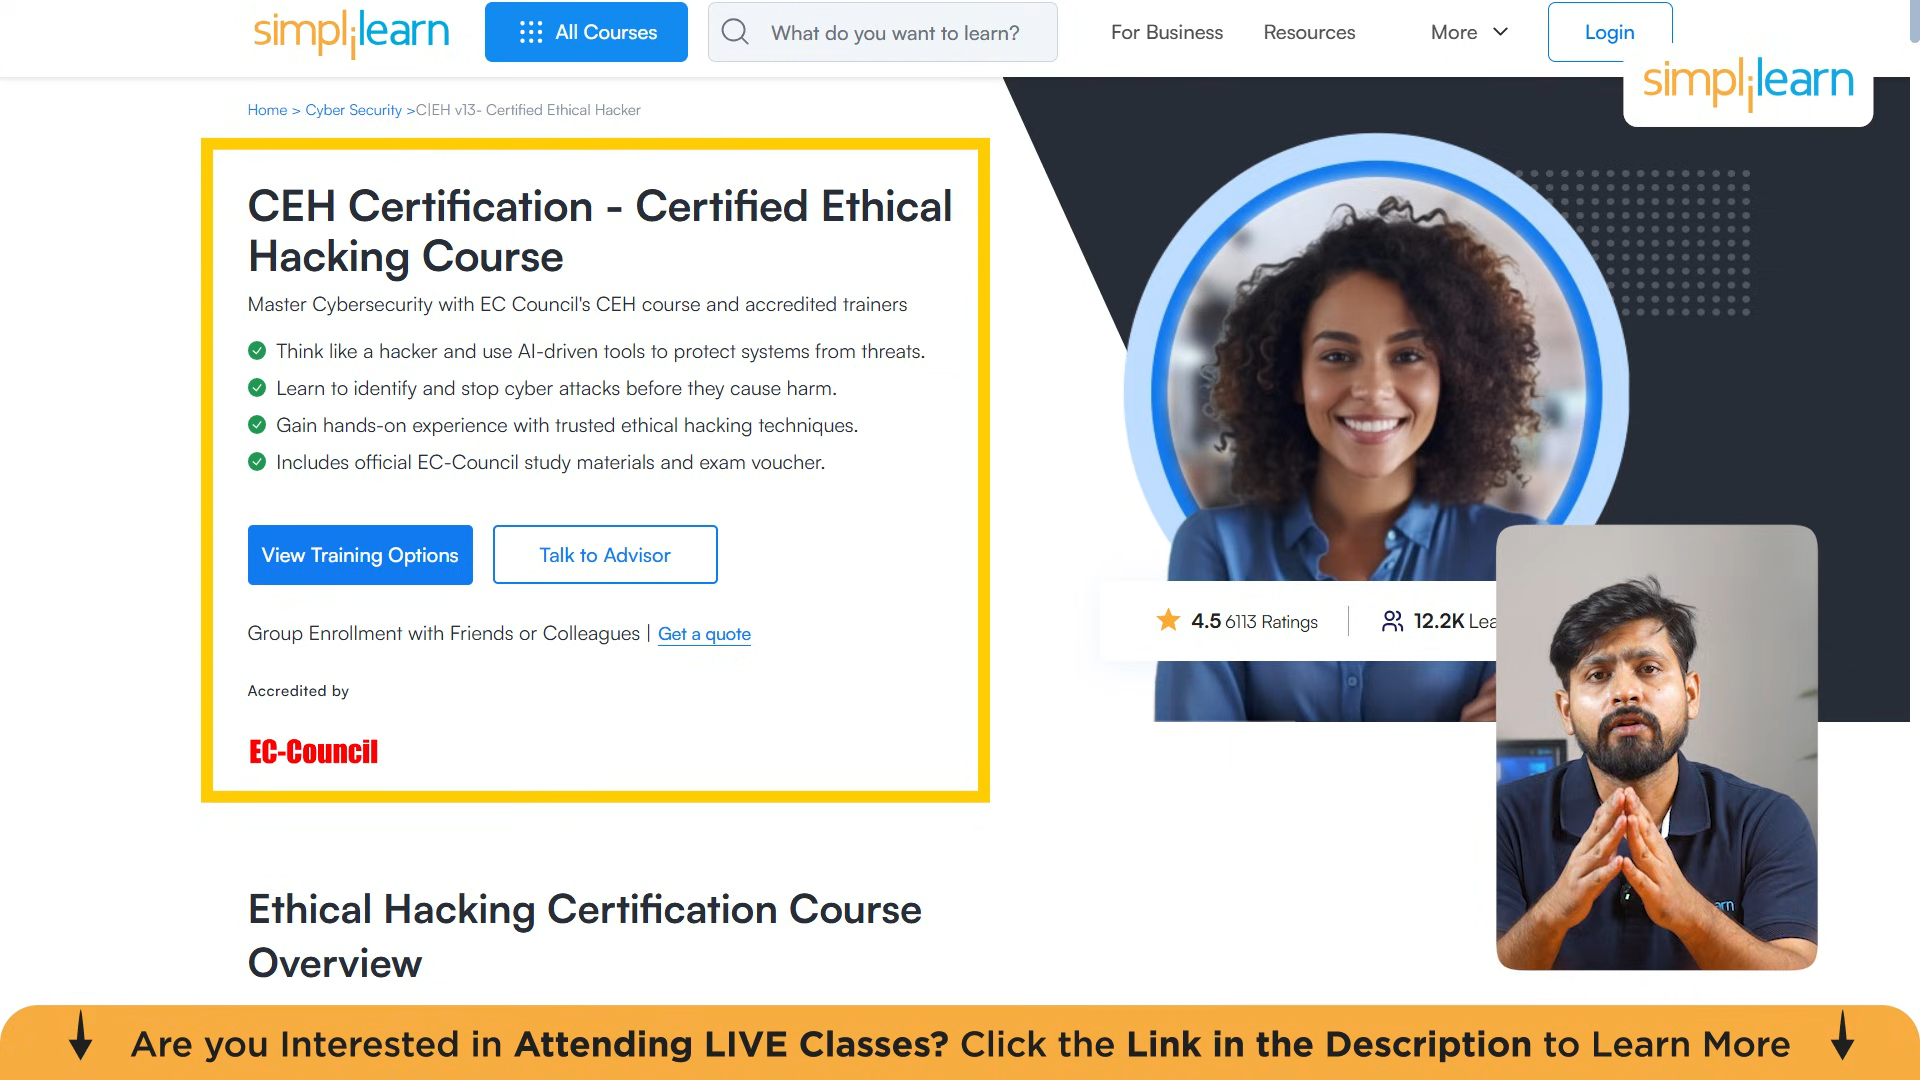 simplilearn
All Courses
What do you want to learn?
For Business
Resources
More
Login
simplilearn
Home > Cyber Security >C|EH v13- Certified Ethical Hacker
CEH Certification - Certified Ethical
Hacking Course
Master Cybersecurity with EC Council's CEH course and accredited trainers
Think like a hacker and use AI-driven tools to protect systems from threats.
Learn to identify and stop cyber attacks before they cause harm.
Gain hands-on experience with trusted ethical hacking techniques.
Includes official EC-Council study materials and exam voucher.
View Training Options
Talk to Advisor
Group Enrollment with Friends or Colleagues | Get a quote
Accredited by
EC-Council
4.5 6113 Ratings
12.2K
Ethical Hacking Certification Course
Overview
Are you Interested in Attending LIVE Classes? Click the Link in the Description to Learn More